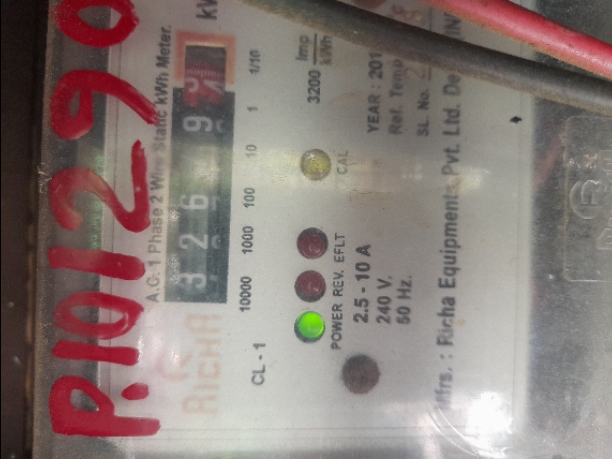 P.101290
A.C. 1 Phase 2 Wire Static kWh Meter.
RICHA
3 2 6 9
10000 1000 100 10 1 1/10
CL - 1
3200 Imp/kWh
POWER REV. EFLT CAL
2.5 - 10 A
240 V.
50 Hz.
YEAR : 201
Ref. Temp
SL. No.
Mfrs. : Richa Equipments Pvt. Ltd. De